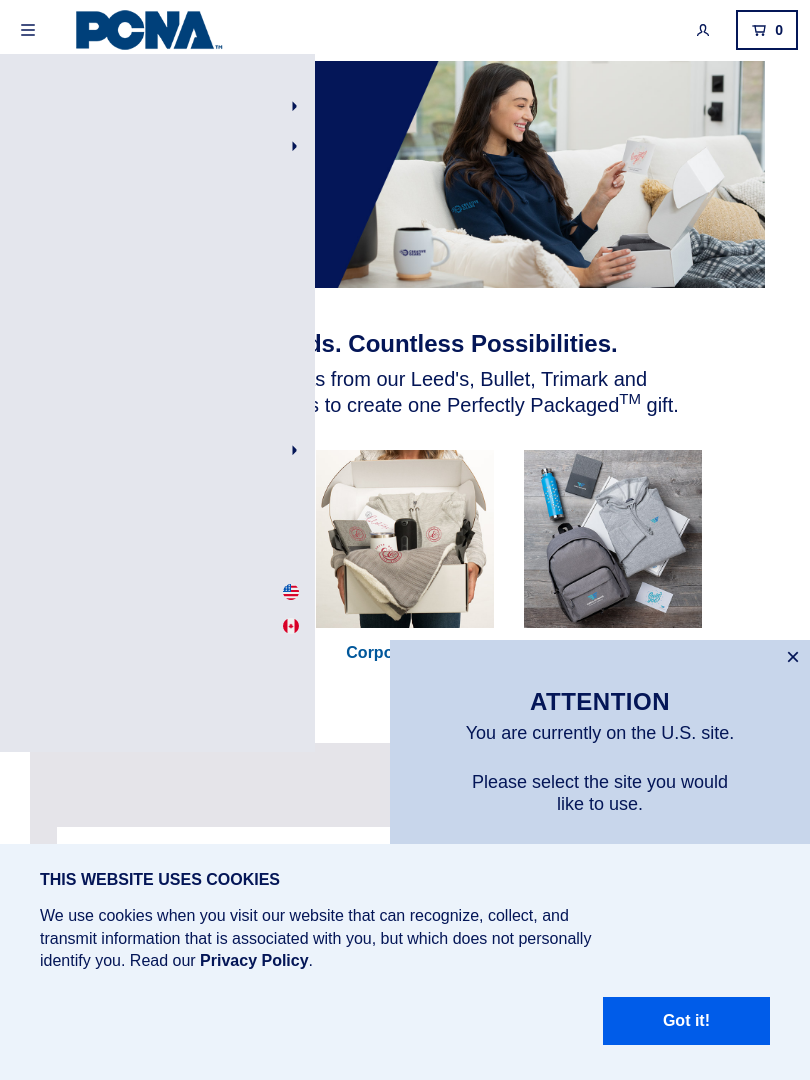 PCNA™
0
ds. Countless Possibilities.
s from our Leed's, Bullet, Trimark and
s to create one Perfectly Packaged™ gift.
Corpo
×
ATTENTION
You are currently on the U.S. site.
Please select the site you would
like to use.
THIS WEBSITE USES COOKIES
We use cookies when you visit our website that can recognize, collect, and
transmit information that is associated with you, but which does not personally
identify you. Read our Privacy Policy.
Got it!